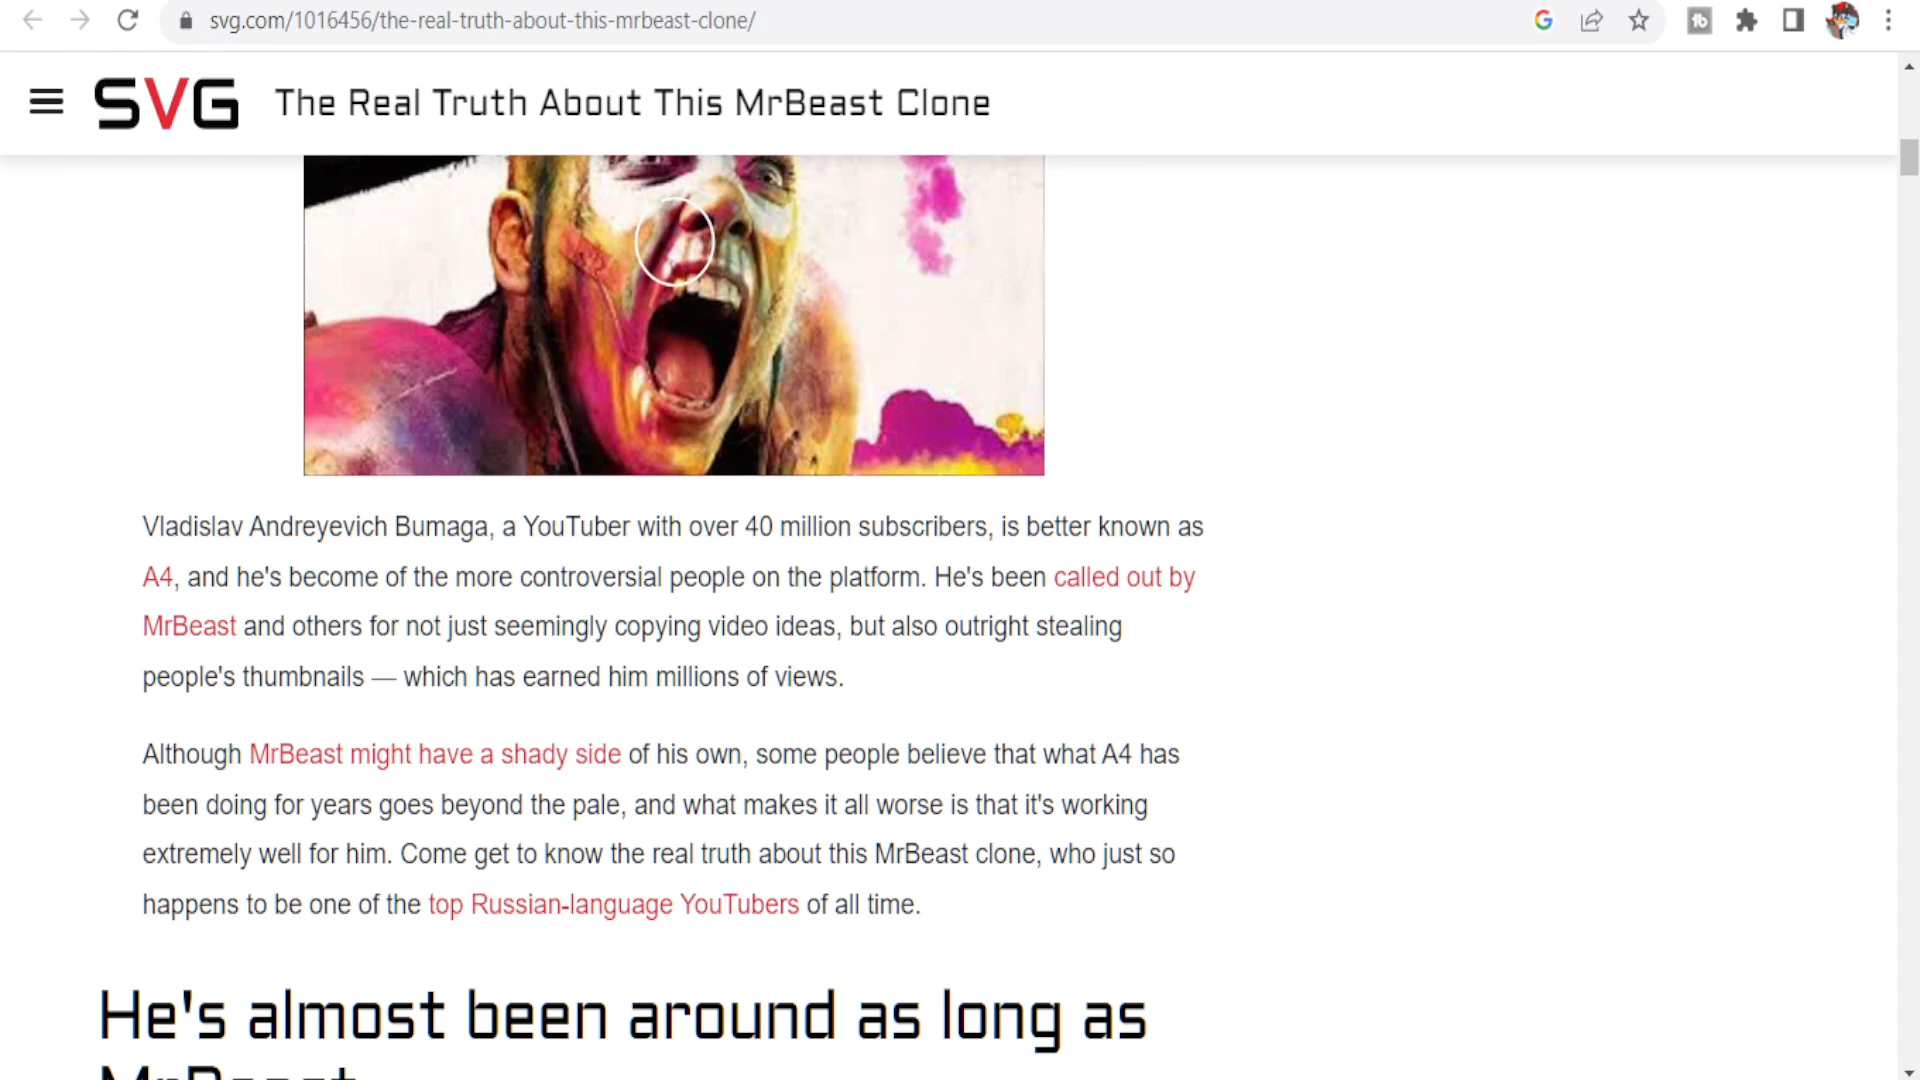 svg.com/1016456/the-real-truth-about-this-mrbeast-clone/
SVG The Real Truth About This MrBeast Clone
Vladislav Andreyevich Bumaga, a YouTuber with over 40 million subscribers, is better known as
A4, and he's become of the more controversial people on the platform. He's been called out by
MrBeast and others for not just seemingly copying video ideas, but also outright stealing
people's thumbnails — which has earned him millions of views.
Although MrBeast might have a shady side of his own, some people believe that what A4 has
been doing for years goes beyond the pale, and what makes it all worse is that it's working
extremely well for him. Come get to know the real truth about this MrBeast clone, who just so
happens to be one of the top Russian-language YouTubers of all time.
He's almost been around as long as
MrBeast